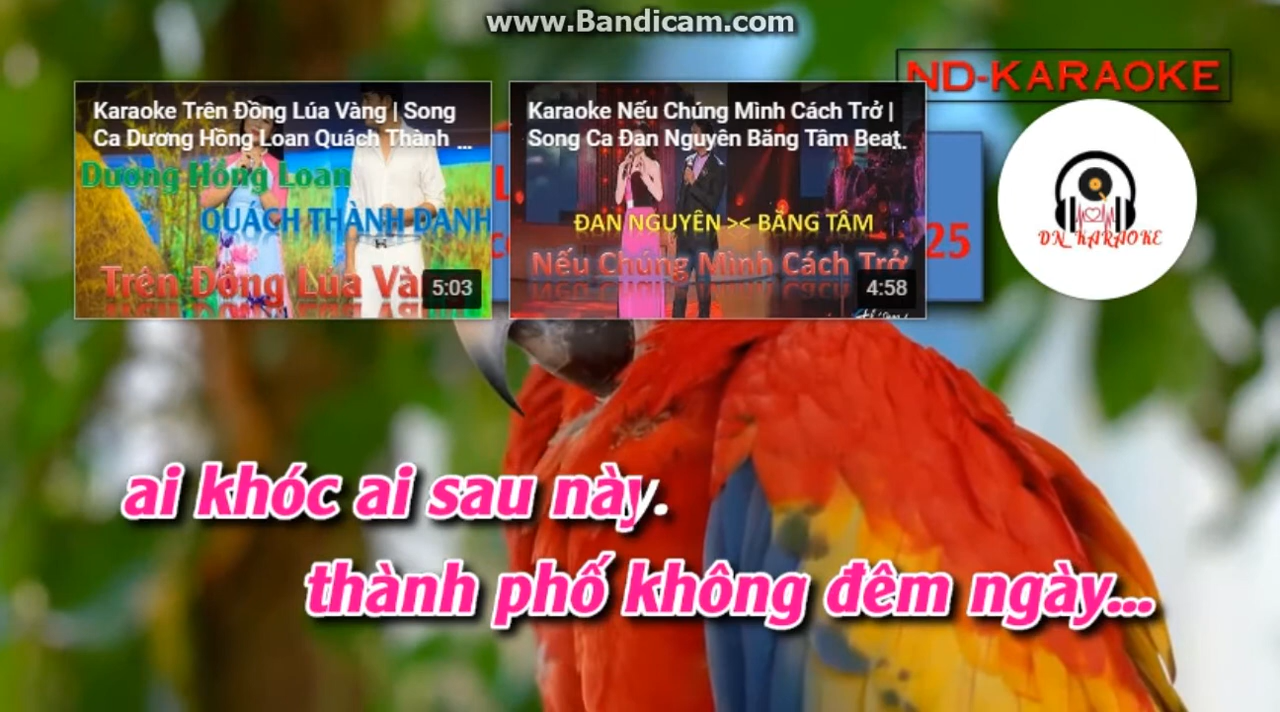 www.Bandicam.com
ND-KARAOKE
Karaoke Trên Đồng Lúa Vàng | Song
Ca Dương Hồng Loan Quách Thành ...
Dương Hồng Loan
QUÁCH THÀNH DANH
Trên Đồng Lúa Và
5:03
Karaoke Nếu Chúng Mình Cách Trở |
Song Ca Đan Nguyên Băng Tâm Beat...
ĐAN NGUYÊN >< BĂNG TÂM
Nếu Chúng Mình Cách Trở
4:58
25
DN_KARAOKE
ai khóc ai sau này.
thành phố không đêm ngày...